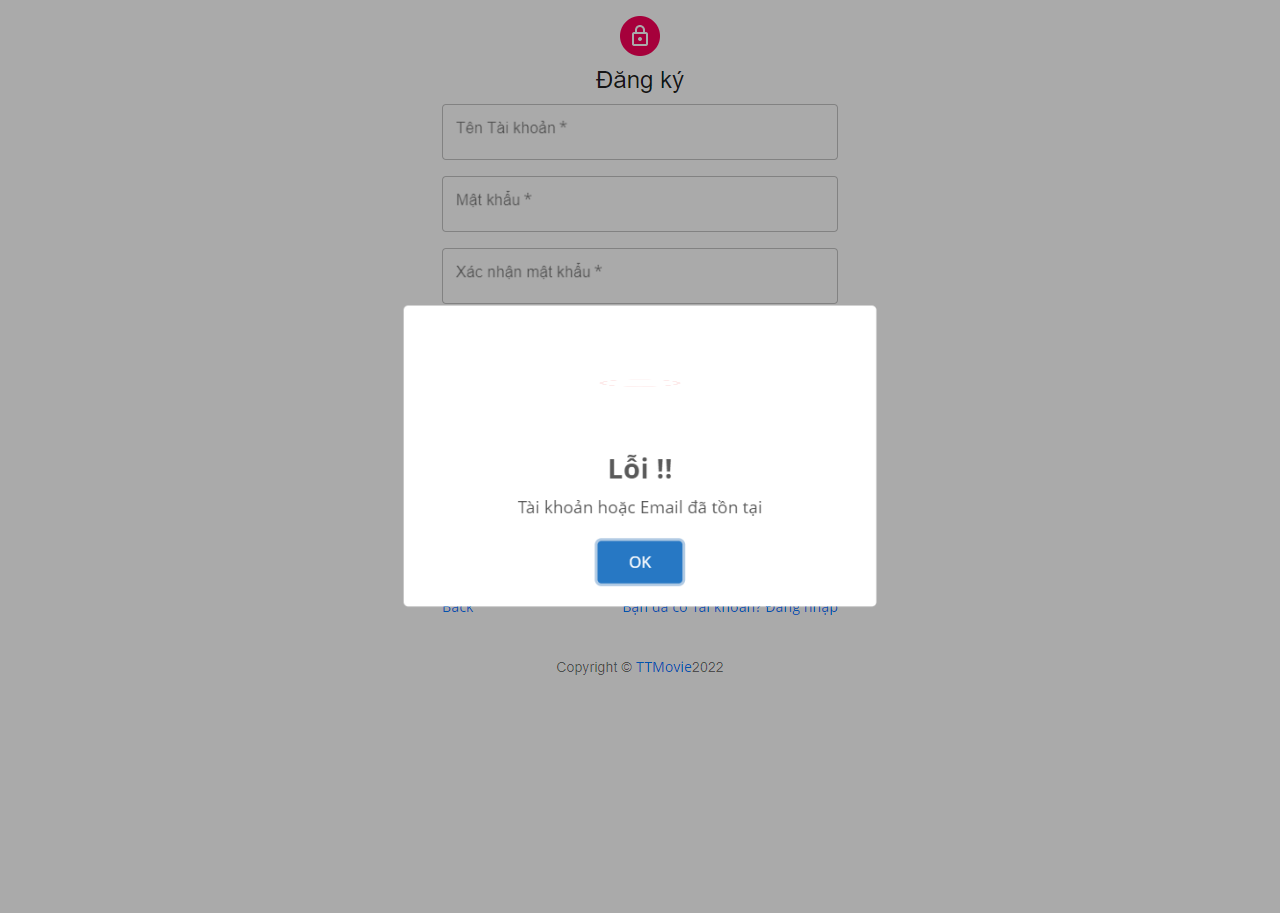 Đăng ký
Tên Tài khoản *
Mật khẩu *
Xác nhận mật khẩu *
Lỗi !!
Tài khoản hoặc Email đã tồn tại
OK
Back
Bạn đã có Tài khoản? Đăng nhập
Copyright © TTMovie2022